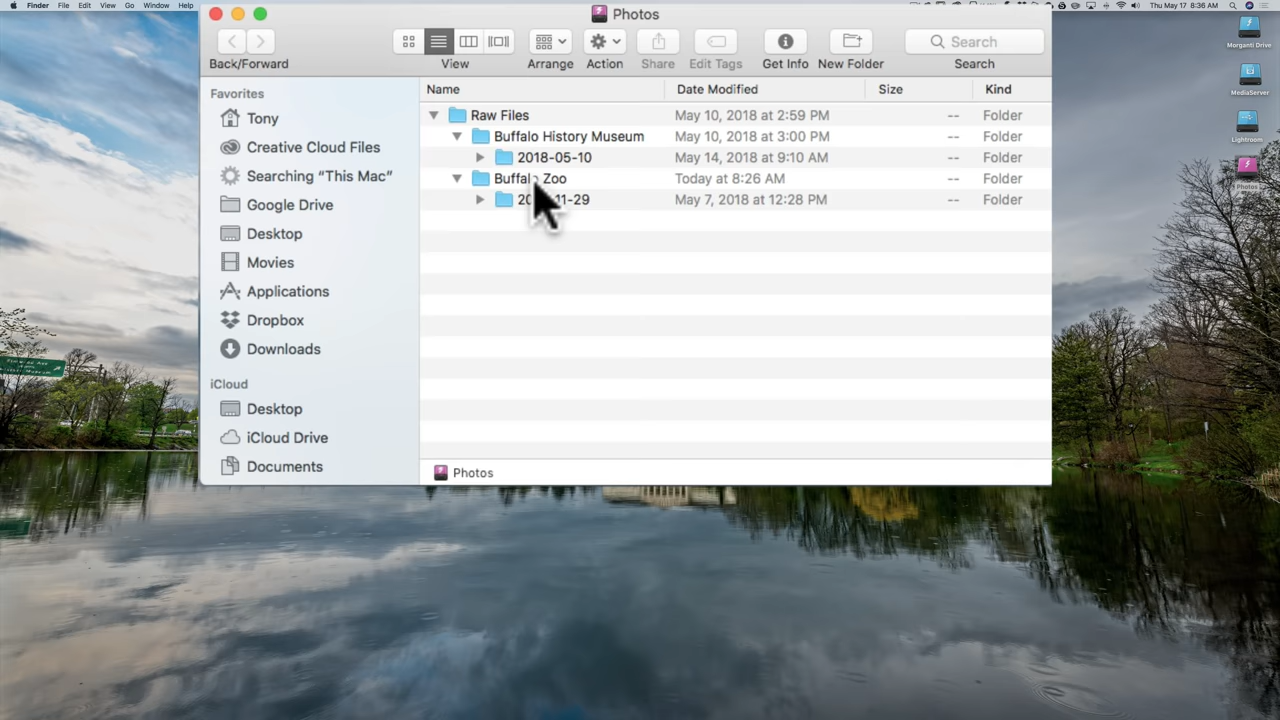 Finder File Edit View Go Window Help
Thu May 17 8:36 AM
Photos
Back/Forward View Arrange Action Share Edit Tags Get Info New Folder Search
Search
Favorites
Tony
Creative Cloud Files
Searching “This Mac”
Google Drive
Desktop
Movies
Applications
Dropbox
Downloads
iCloud
Desktop
iCloud Drive
Documents
Name Date Modified Size Kind
Raw Files May 10, 2018 at 2:59 PM -- Folder
Buffalo History Museum May 10, 2018 at 3:00 PM -- Folder
2018-05-10 May 14, 2018 at 9:10 AM -- Folder
Buffalo Zoo Today at 8:26 AM -- Folder
May 7, 2018 at 12:28 PM -- Folder
Photos
Morganti Drive
MediaServer
Lightroom
Photos